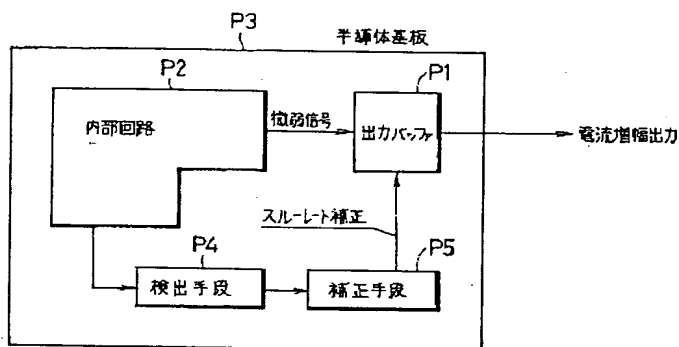 P3
半導体基板
P2
P1
内部回路
微弱信号
出力バッファ
電流増幅出力
スルーレート補正
P4
P5
検出手段
補正手段